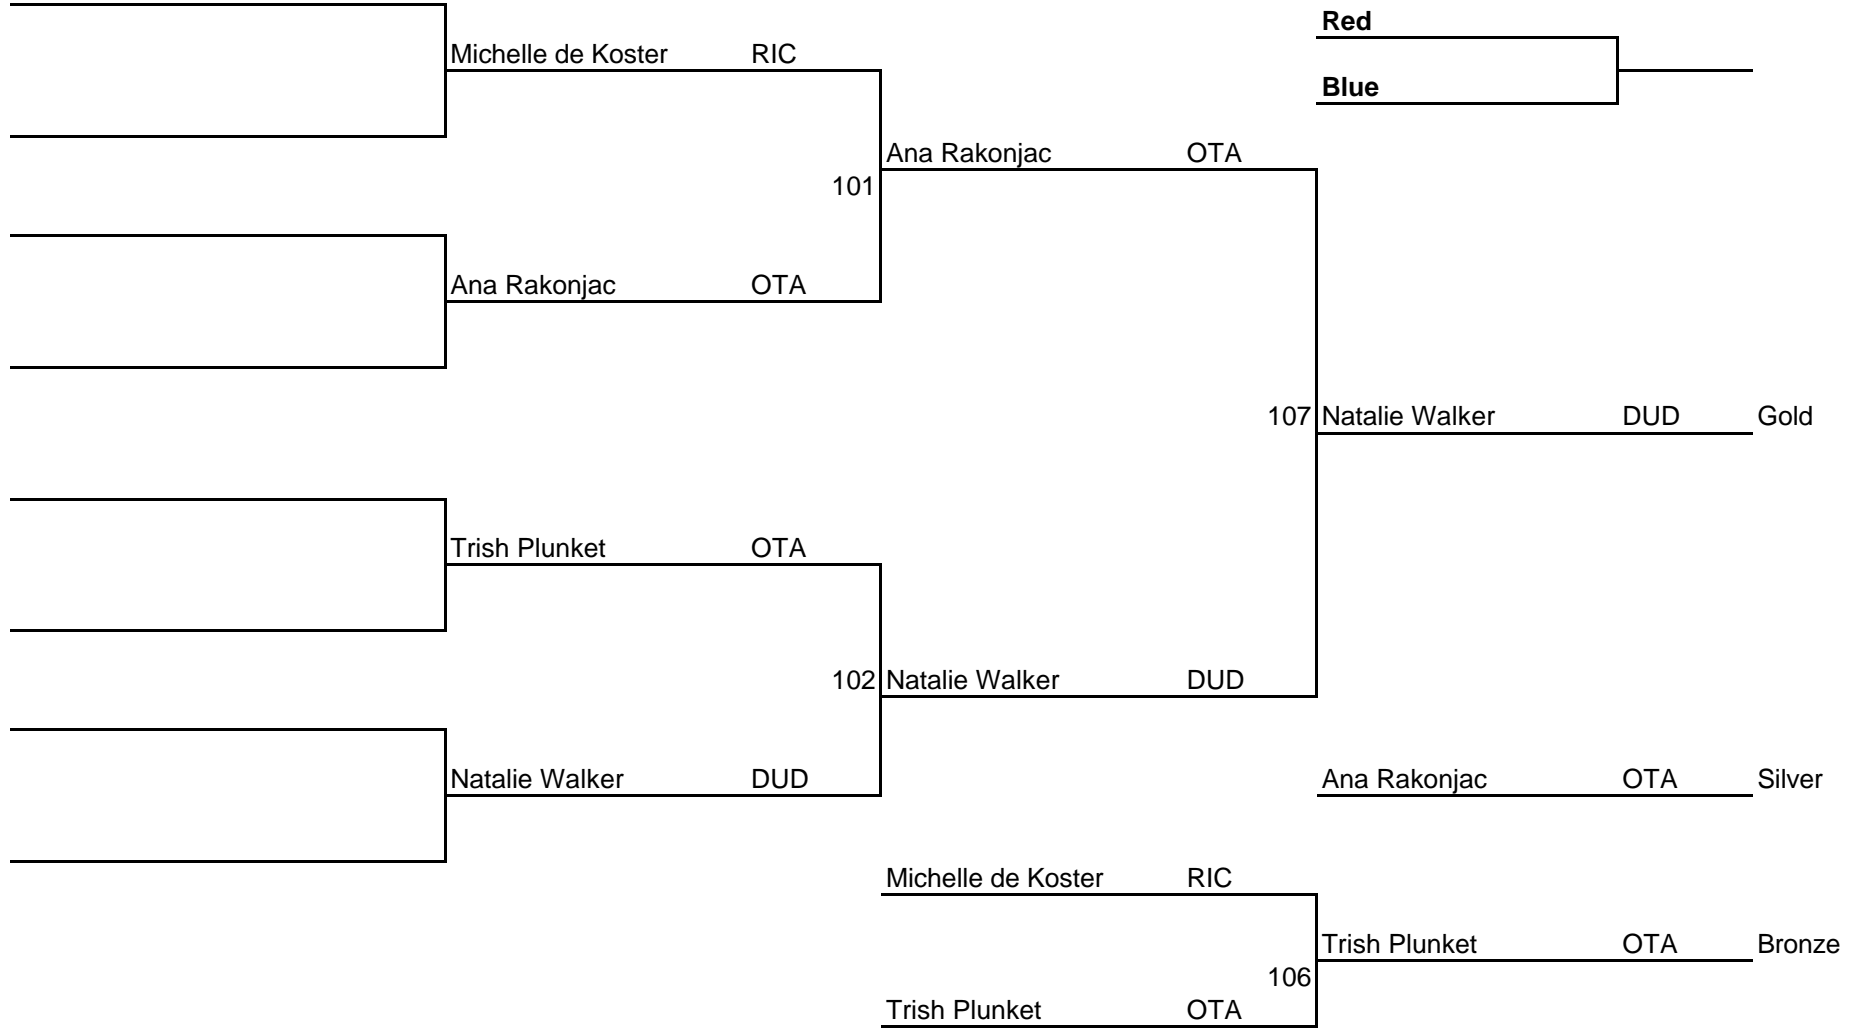 Red
Michelle de Koster RIC
Blue
Ana Rakonjac OTA
101
Ana Rakonjac OTA
107 Natalie Walker DUD Gold
Trish Plunket OTA
102 Natalie Walker DUD
Natalie Walker DUD
Ana Rakonjac OTA Silver
Michelle de Koster RIC
Trish Plunket OTA Bronze
106
Trish Plunket OTA